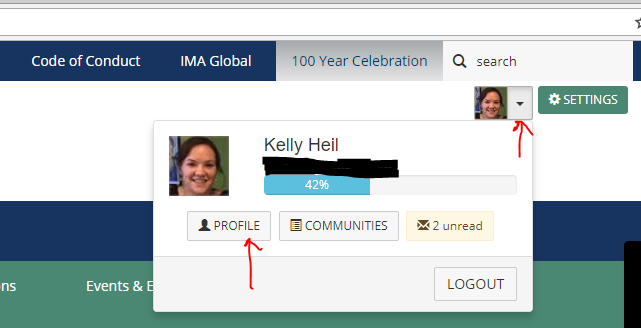 Code of Conduct IMA Global 100 Year Celebration search
SETTINGS
Kelly Heil
42%
PROFILE COMMUNITIES 2 unread
ns Events & E
LOGOUT